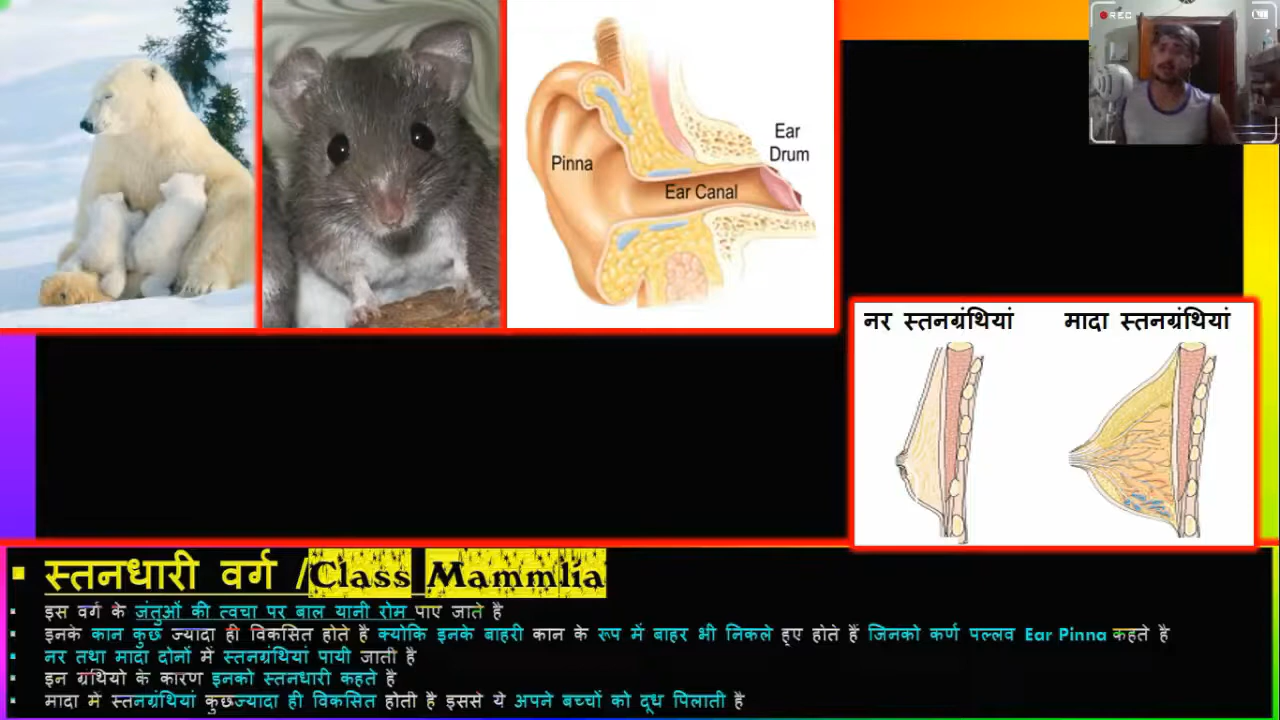 REC
Pinna
Ear Canal
Ear
Drum
नर स्तनग्रंथियां
मादा स्तनग्रंथियां
स्तनधारी वर्ग /Class Mammlia
इस वर्ग के जंतुओं की त्वचा पर बाल यानी रोम पाए जाते है
इनके कान कुछ ज्यादा ही विकसित होते है क्योकि इनके बाहरी कान के रूप में बाहर भी निकले हुए होते हैं जिनको कर्ण पल्लव Ear Pinna कहते है
नर तथा मादा दोनों में स्तनग्रंथियां पायी जाती है
इन ग्रंथियो के कारण इनको स्तनधारी कहते है
मादा में स्तनग्रंथियां कुछज्यादा ही विकसित होती है इससे ये अपने बच्चों को दूध पिलाती है